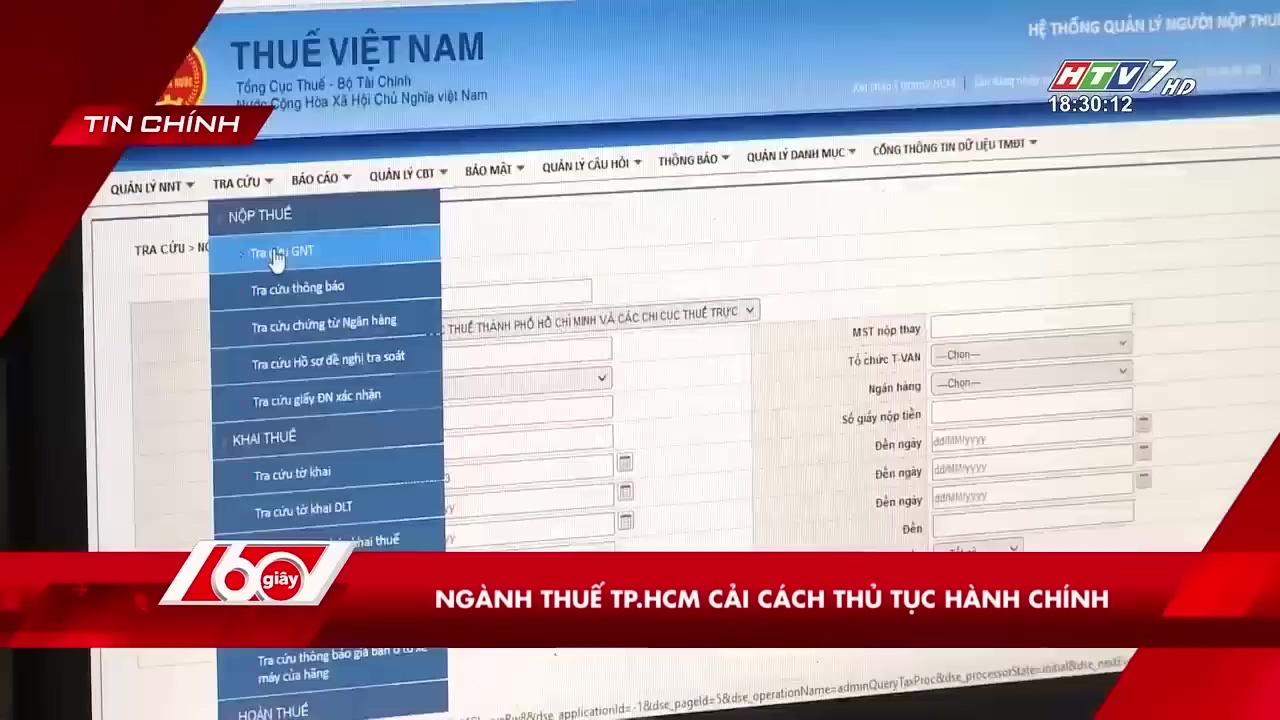 THUẾ VIỆT NAM
Tổng Cục Thuế - Bộ Tài Chính
Nước Cộng Hòa Xã Hội Chủ Nghĩa việt Nam
HỆ THỐNG QUẢN LÝ NGƯỜI NỘP THUẾ
HTV7 HD
18:30:12
TIN CHÍNH
QUẢN LÝ NNT
TRA CỨU
BÁO CÁO
QUẢN LÝ CBT
BẢO MẬT
QUẢN LÝ CÂU HỎI
THÔNG BÁO
QUẢN LÝ DANH MỤC
CỔNG THÔNG TIN DỮ LIỆU TMĐT
TRA CỨU >
NỘP THUẾ
Tra cứu GNT
Tra cứu thông báo
Tra cứu chứng từ Ngân hàng
Tra cứu Hồ sơ đề nghị tra soát
Tra cứu giấy ĐN xác nhận
KHAI THUẾ
Tra cứu tờ khai
Tra cứu tờ khai DLT
khai thuế
THUẾ THÀNH PHỐ HỒ CHÍ MINH VÀ CÁC CHI CỤC THUẾ TRỰC
MST nộp thay
Tổ chức T-VAN
---Chọn---
Ngân hàng
---Chọn---
Số giấy nộp tiền
Đến ngày
dd/MM/yyyy
Đến ngày
dd/MM/yyyy
Đến ngày
dd/MM/yyyy
Đến
60 giây
NGÀNH THUẾ TP.HCM CẢI CÁCH THỦ TỤC HÀNH CHÍNH
Tra cứu thông báo giá bán ô tô xe
máy của hãng
HOÀN THUẾ
&dse_applicationId=-1&dse_pageId=5&dse_operationName=adminQueryTaxProc&dse_processorState=initial&dse_nextE